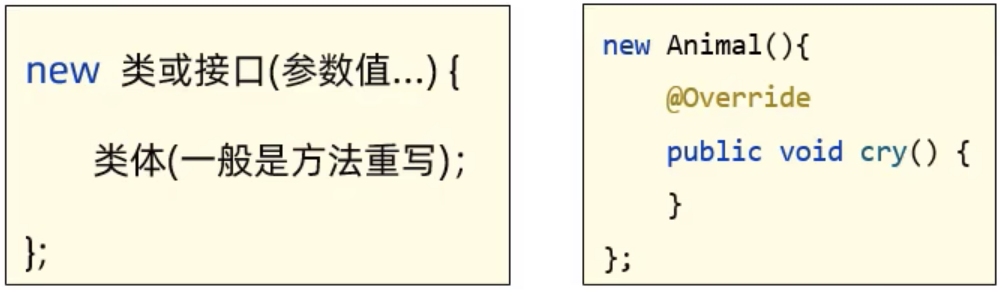 new 类或接口(参数值...) {
类体(一般是方法重写);
};
new Animal(){
@Override
public void cry() {
}
};